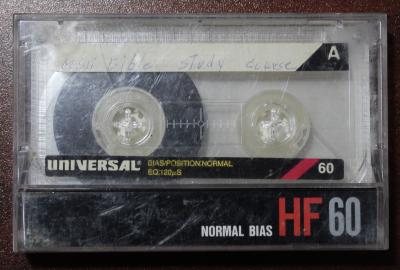 Bible study course
A
UNIVERSAL
BIAS/POSITION:NORMAL
EQ:120µS
60
NORMAL BIAS HF 60